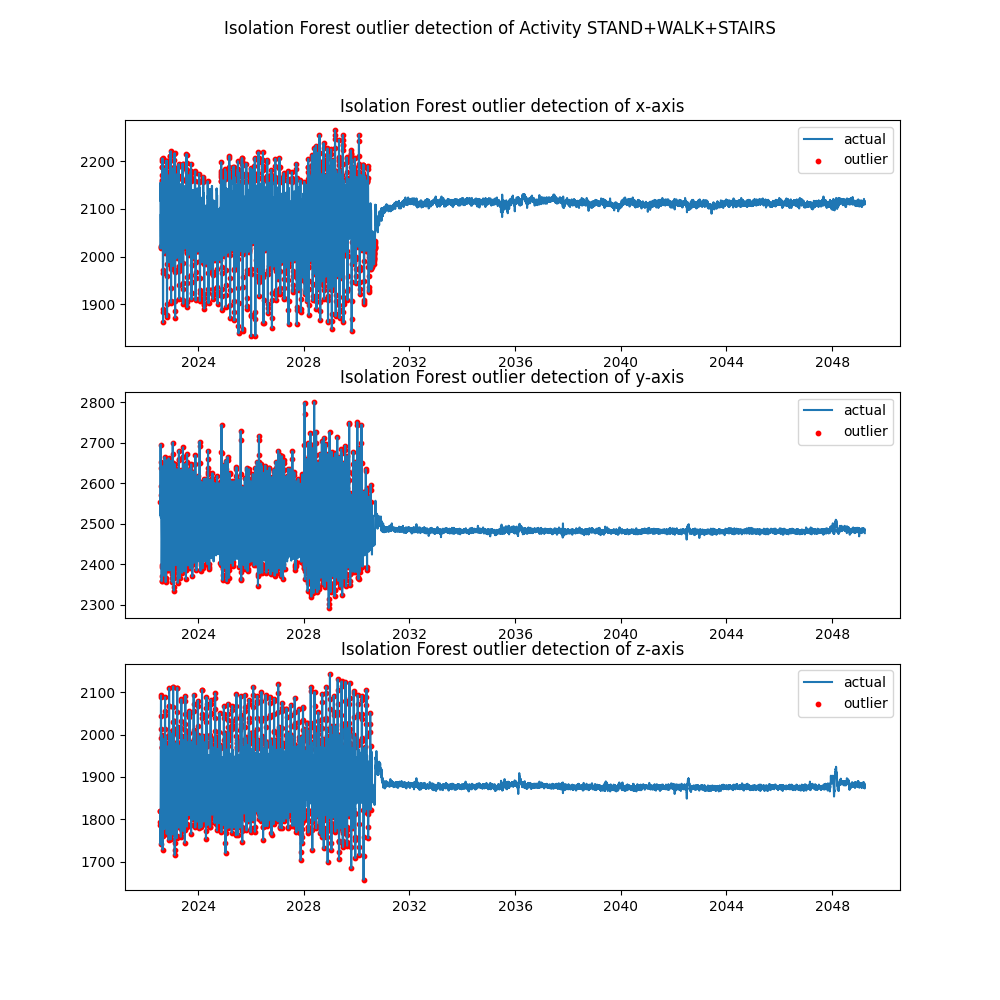 Isolation Forest outlier detection of Activity STAND+WALK+STAIRS
Isolation Forest outlier detection of x-axis
2200
2100
2000
1900
actual
outlier
2024 2028 2032 2036 2040 2044 2048
Isolation Forest outlier detection of y-axis
2800
2700
2600
2500
2400
2300
actual
outlier
2024 2028 2032 2036 2040 2044 2048
Isolation Forest outlier detection of z-axis
2100
2000
1900
1800
1700
actual
outlier
2024 2028 2032 2036 2040 2044 2048